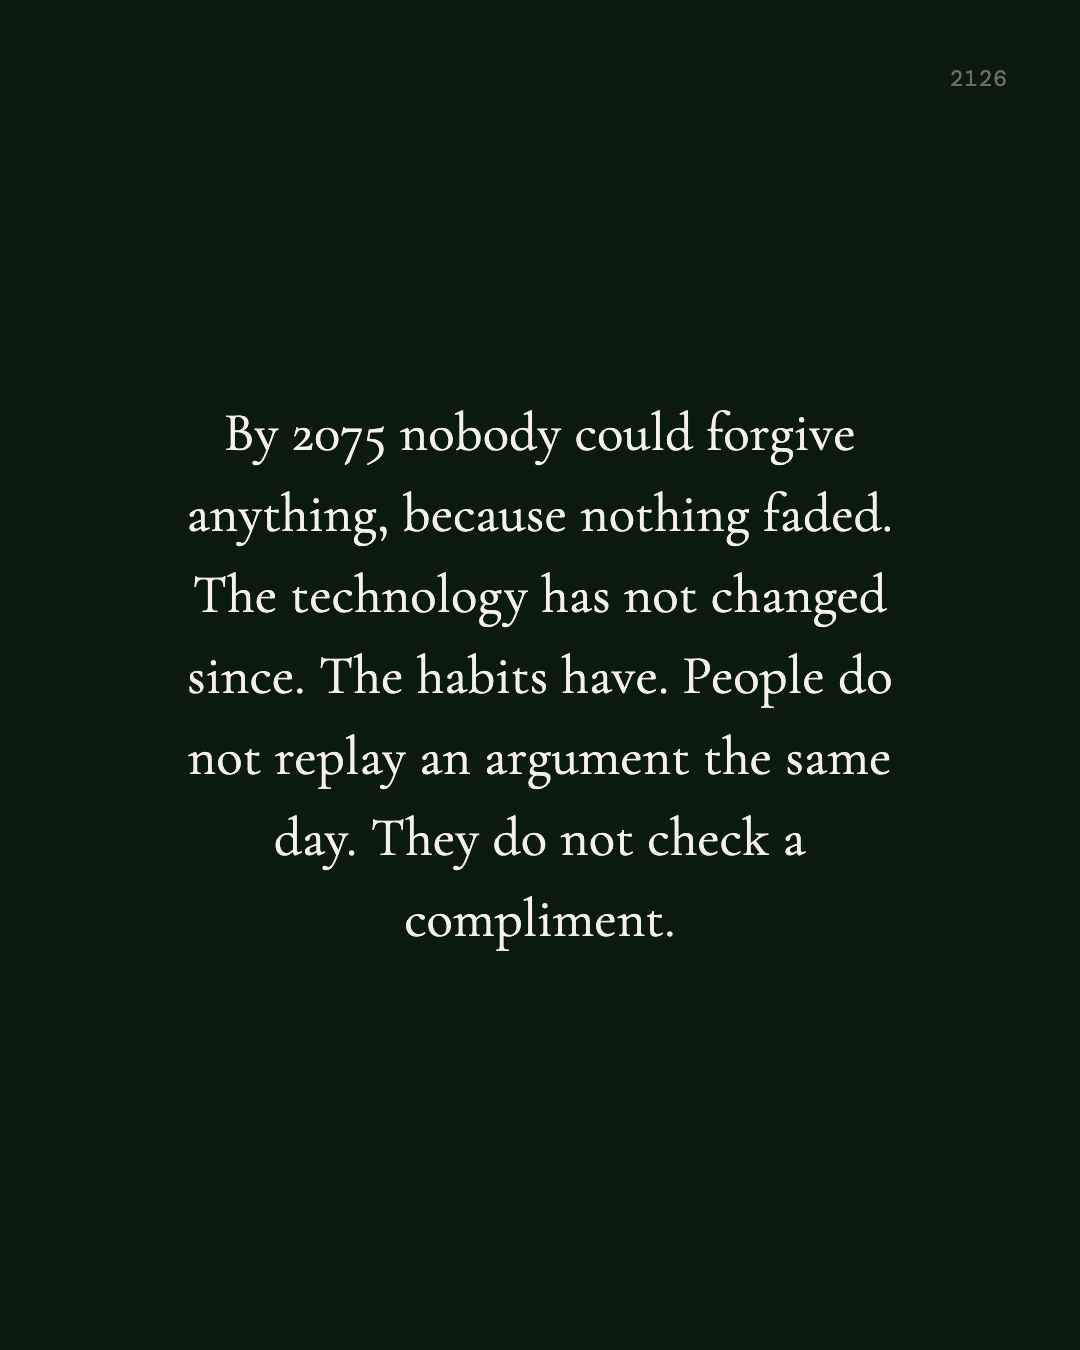 2126
By 2075 nobody could forgive
anything, because nothing faded.
The technology has not changed
since. The habits have. People do
not replay an argument the same
day. They do not check a
compliment.